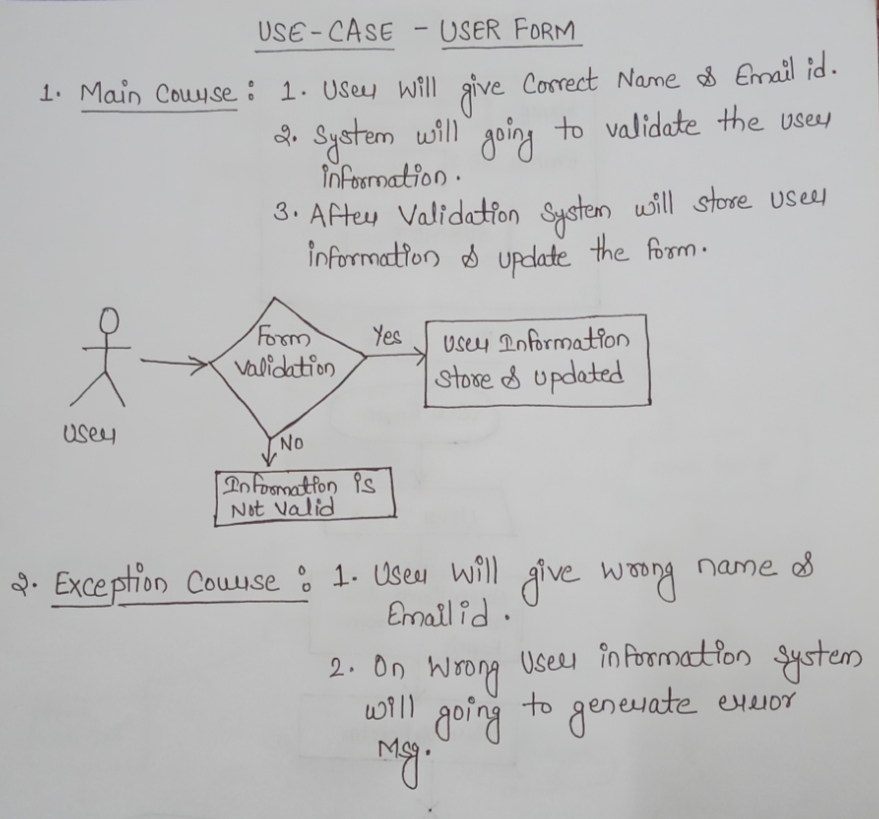 USE-CASE - USER FORM
1. Main Course : 1. User will give Correct Name & Email id.
2. System will going to validate the user
information.
3. After Validation System will store user
information & update the form.
Form
Validation
Yes
User Information
Store & updated
User
No
Information is
Not Valid
2. Exception Course : 1. User will give wrong name &
Email id.
2. On wrong user information system
will going to generate error
Msg.